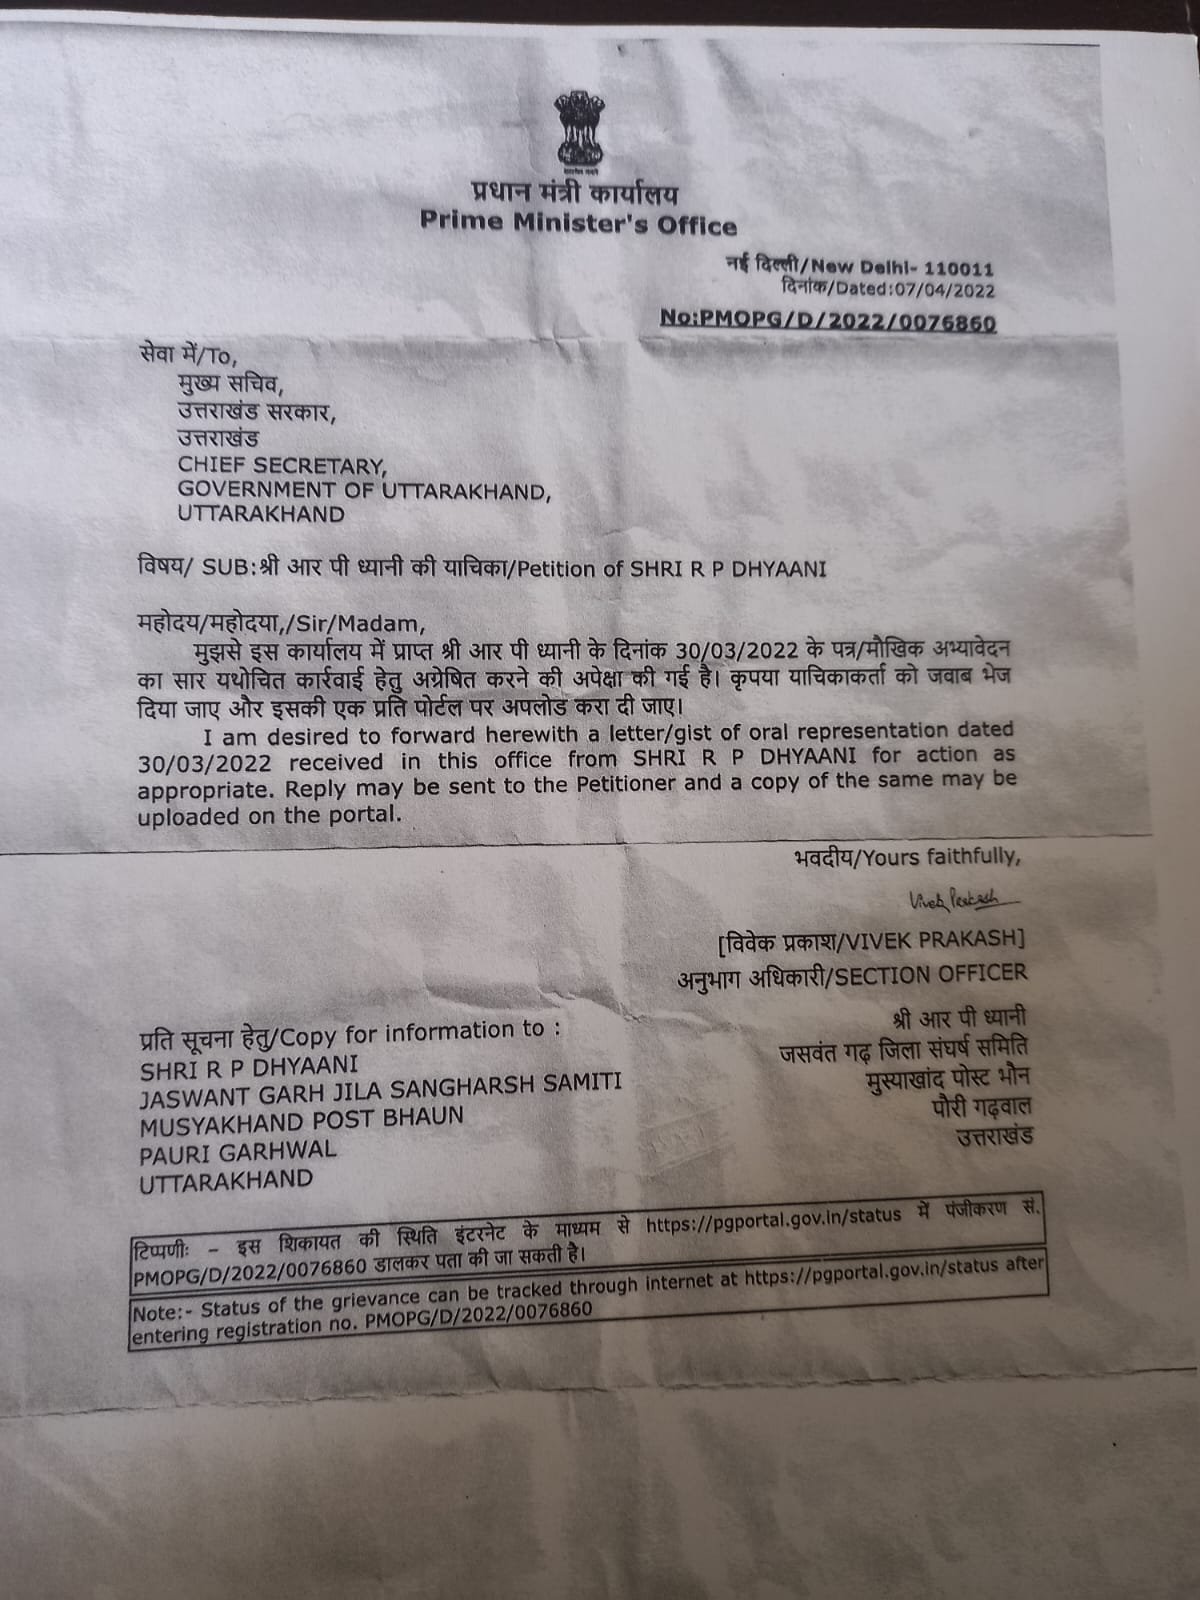 प्रधान मंत्री कार्यालय
Prime Minister's Office
नई दिल्ली/New Delhi- 110011
दिनांक/Dated:07/04/2022
No:PMOPG/D/2022/0076860
सेवा में/To,
मुख्य सचिव,
उत्तराखंड सरकार,
उत्तराखंड
CHIEF SECRETARY,
GOVERNMENT OF UTTARAKHAND,
UTTARAKHAND
विषय/ SUB:श्री आर पी ध्यानी की याचिका/Petition of SHRI R P DHYAANI
महोदय/महोदया,/Sir/Madam,
मुझसे इस कार्यालय में प्राप्त श्री आर पी ध्यानी के दिनांक 30/03/2022 के पत्र/मौखिक अभ्यावेदन
का सार यथोचित कार्रवाई हेतु अग्रेषित करने की अपेक्षा की गई है। कृपया याचिकाकर्ता को जवाब भेज
दिया जाए और इसकी एक प्रति पोर्टल पर अपलोड करा दी जाए।
I am desired to forward herewith a letter/gist of oral representation dated
30/03/2022 received in this office from SHRI R P DHYAANI for action as
appropriate. Reply may be sent to the Petitioner and a copy of the same may be
uploaded on the portal.
भवदीय/Yours faithfully,
Vivek Prakash
[विवेक प्रकाश/VIVEK PRAKASH]
अनुभाग अधिकारी/SECTION OFFICER
प्रति सूचना हेतु/Copy for information to :
SHRI R P DHYAANI
JASWANT GARH JILA SANGHARSH SAMITI
MUSYAKHAND POST BHAUN
PAURI GARHWAL
UTTARAKHAND
श्री आर पी ध्यानी
जसवंत गढ़ जिला संघर्ष समिति
मुस्याखांद पोस्ट भौन
पौरी गढ़वाल
उत्तराखंड
टिप्पणीः - इस शिकायत की स्थिति इंटरनेट के माध्यम से https://pgportal.gov.in/status में पंजीकरण सं.
PMOPG/D/2022/0076860 डालकर पता की जा सकती है।
Note:- Status of the grievance can be tracked through internet at https://pgportal.gov.in/status after
entering registration no. PMOPG/D/2022/0076860